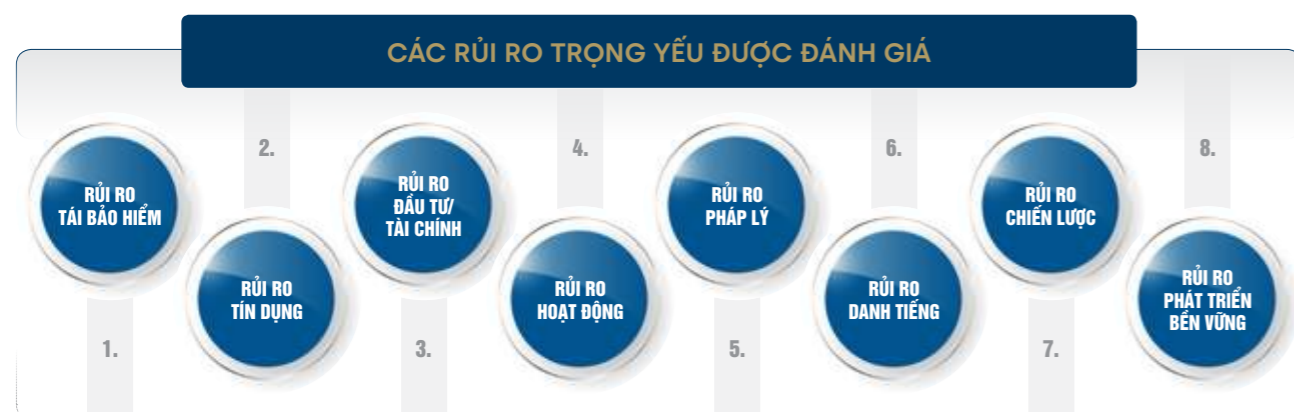 CÁC RỦI RO TRỌNG YẾU ĐƯỢC ĐÁNH GIÁ
1.
RỦI RO
TÁI BẢO HIỂM
2.
RỦI RO
TÍN DỤNG
3.
RỦI RO
ĐẦU TƯ/
TÀI CHÍNH
4.
RỦI RO
HOẠT ĐỘNG
5.
RỦI RO
PHÁP LÝ
6.
RỦI RO
DANH TIẾNG
7.
RỦI RO
CHIẾN LƯỢC
8.
RỦI RO
PHÁT TRIỂN
BỀN VỮNG